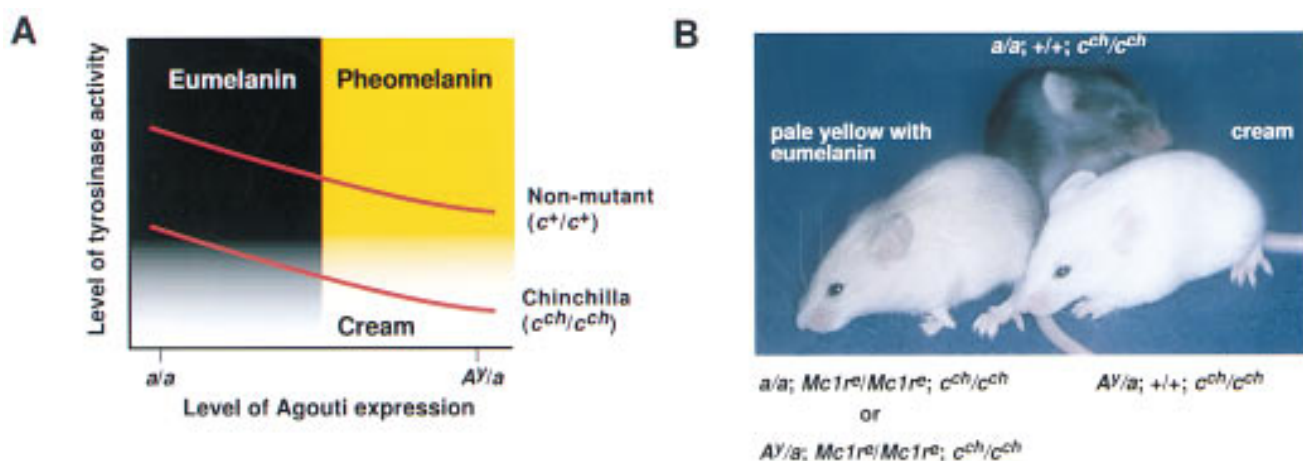 A
Level of tyrosinase activity
Eumelanin
Pheomelanin
Non-mutant
(c⁺/c⁺)
Chinchilla
(cᶜʰ/cᶜʰ)
Cream
a/a
Aʸ/a
Level of Agouti expression
B
a/a; +/+; cᶜʰ/cᶜʰ
pale yellow with
eumelanin
cream
a/a; Mc1rᵉ/Mc1rᵉ; cᶜʰ/cᶜʰ
or
Aʸ/a; Mc1rᵉ/Mc1rᵉ; cᶜʰ/cᶜʰ
Aʸ/a; +/+; cᶜʰ/cᶜʰ